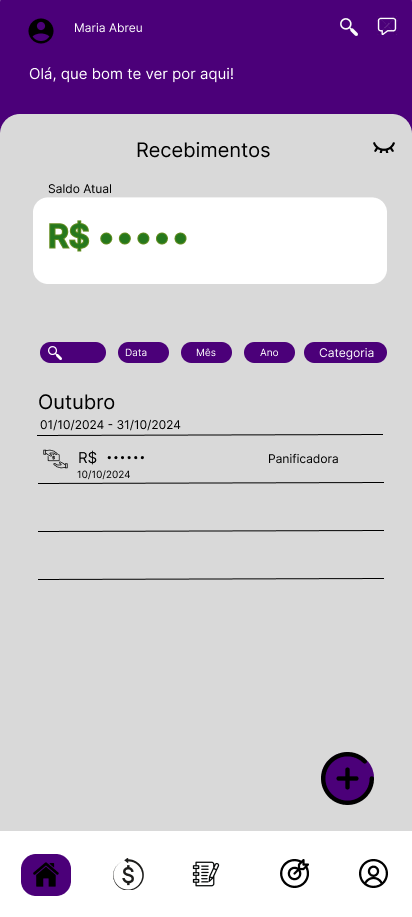 Maria Abreu
Olá, que bom te ver por aqui!
Recebimentos
Saldo Atual
R$ •••••
Data Mês Ano Categoria
Outubro
01/10/2024 - 31/10/2024
R$ •••••• Panificadora
10/10/2024